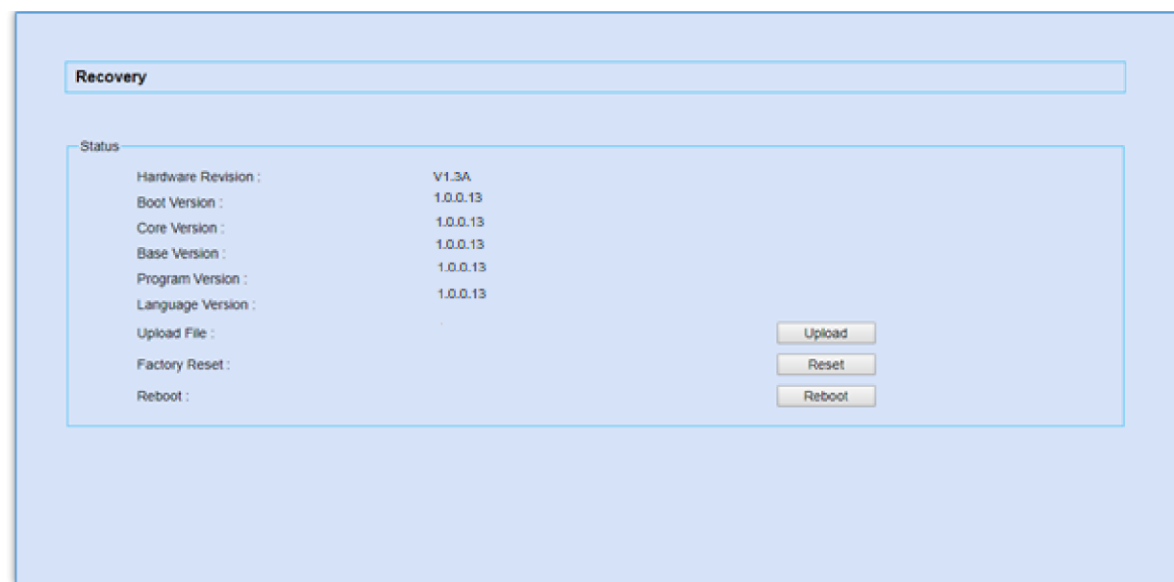 Recovery
Status
Hardware Revision : V1.3A
Boot Version : 1.0.0.13
Core Version : 1.0.0.13
Base Version : 1.0.0.13
Program Version : 1.0.0.13
Language Version : 1.0.0.13
Upload File : Upload
Factory Reset : Reset
Reboot : Reboot